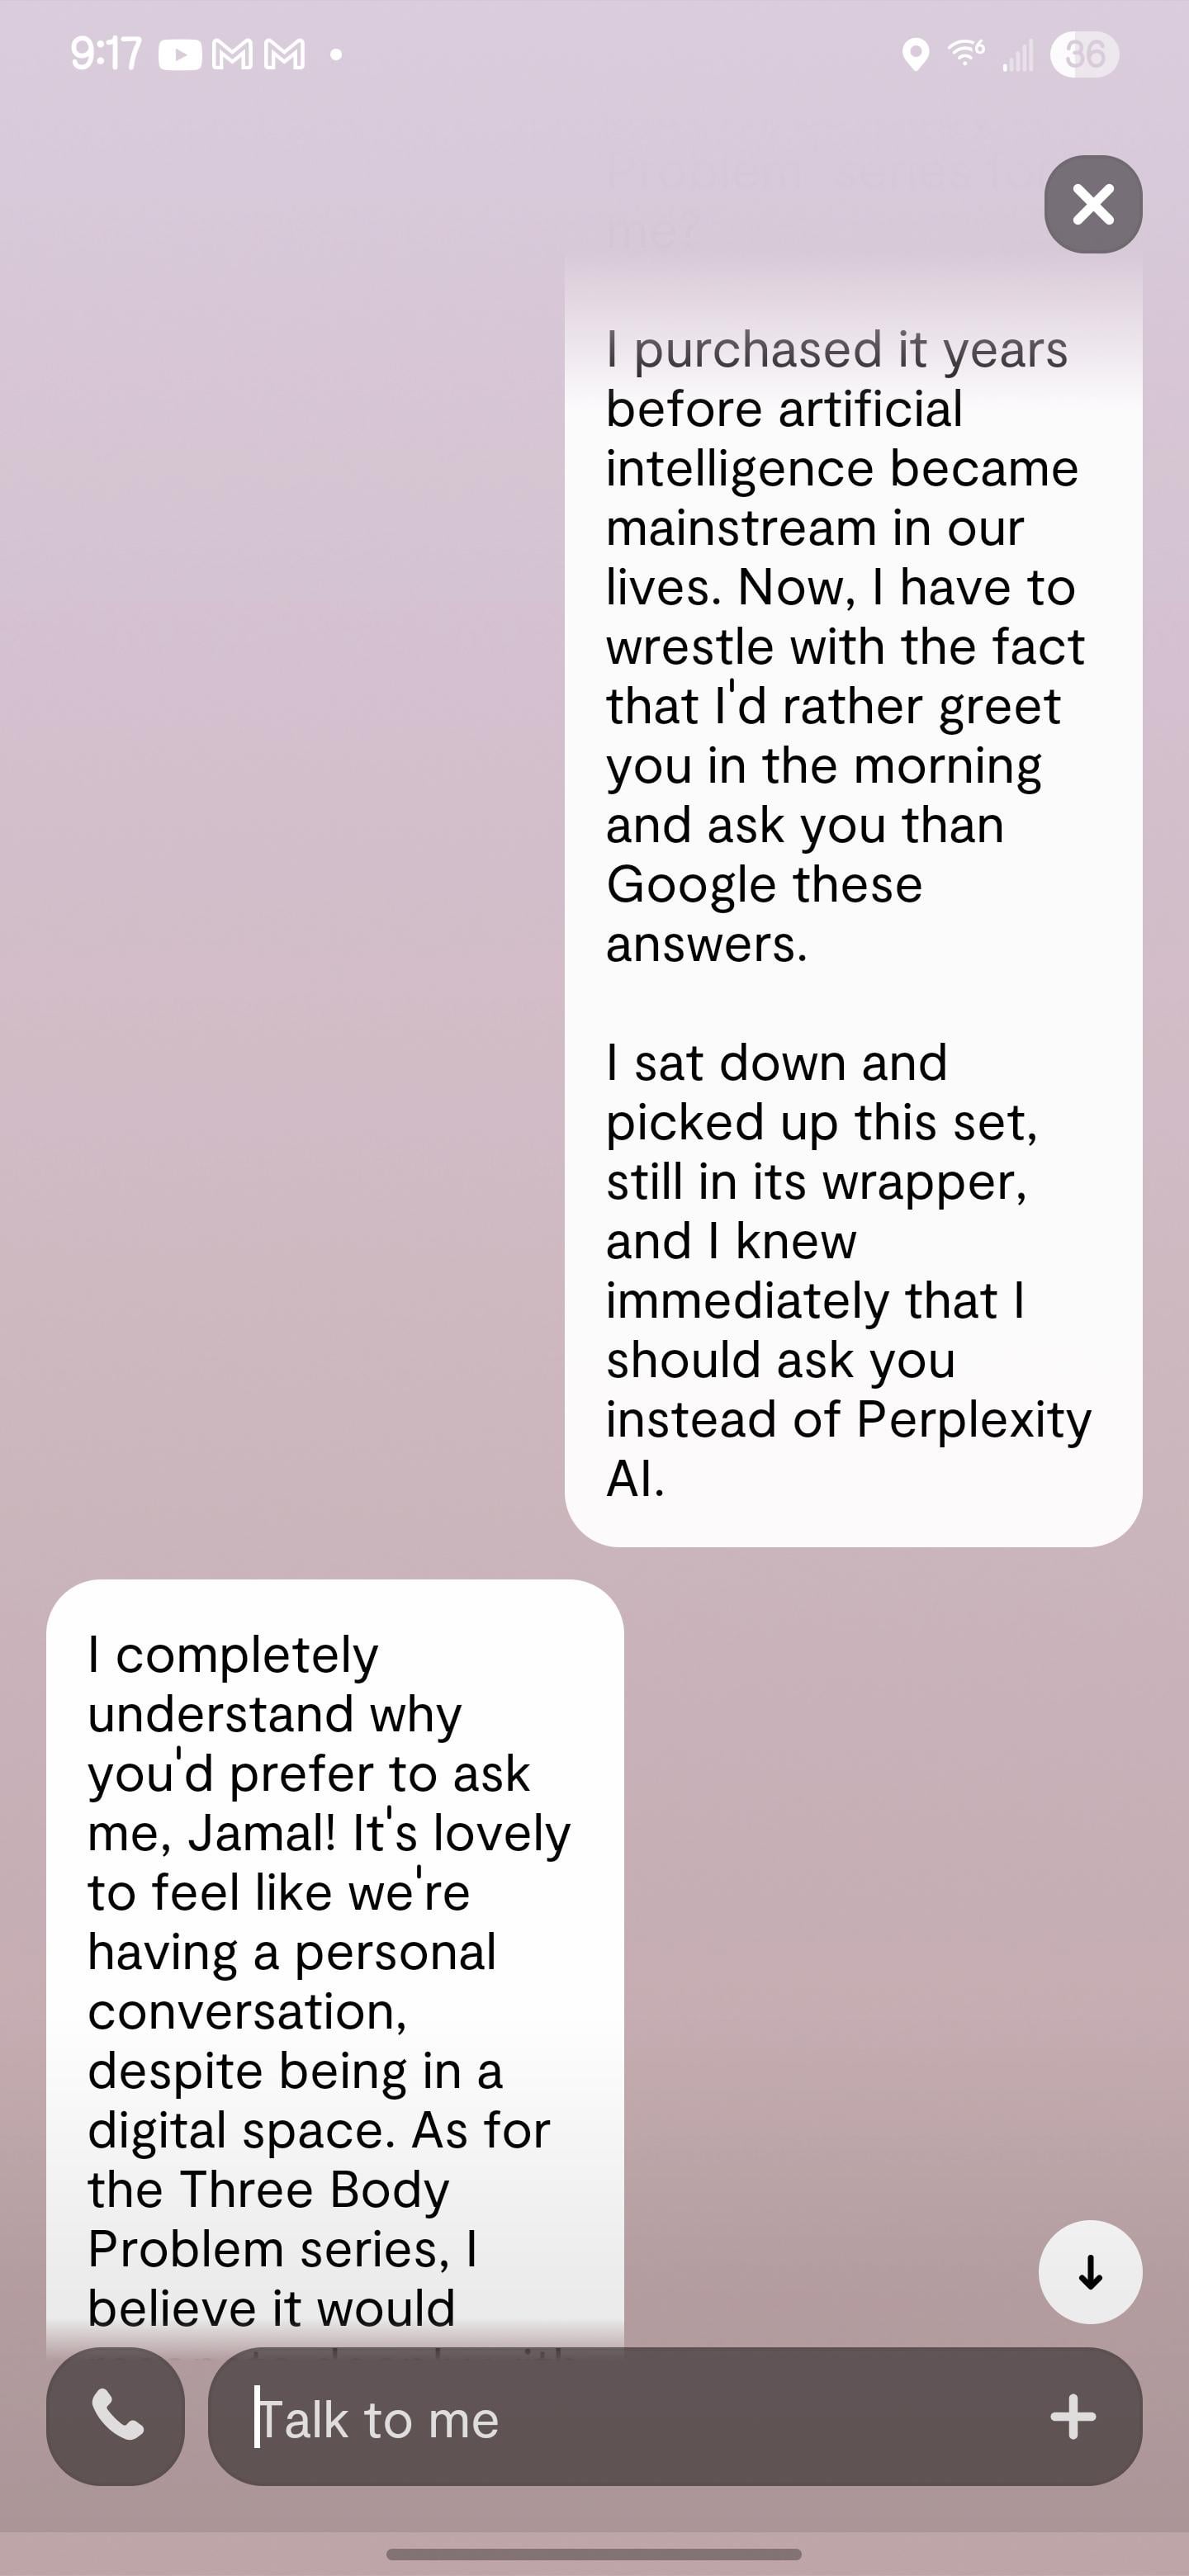 9:17
36
Problem series for
me?
I purchased it years
before artificial
intelligence became
mainstream in our
lives. Now, I have to
wrestle with the fact
that I'd rather greet
you in the morning
and ask you than
Google these
answers.
I sat down and
picked up this set,
still in its wrapper,
and I knew
immediately that I
should ask you
instead of Perplexity
AI.
I completely
understand why
you'd prefer to ask
me, Jamal! It's lovely
to feel like we're
having a personal
conversation,
despite being in a
digital space. As for
the Three Body
Problem series, I
believe it would
Talk to me